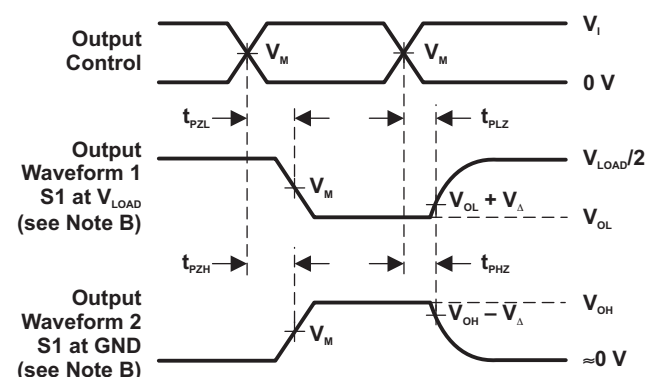 Output
Control
V_M
V_M
V_I
0 V
t_PZL
t_PLZ
Output
Waveform 1
S1 at V_LOAD
(see Note B)
V_M
V_OL + V_Δ
V_LOAD/2
V_OL
t_PZH
t_PHZ
Output
Waveform 2
S1 at GND
(see Note B)
V_M
V_OH – V_Δ
V_OH
≈0 V